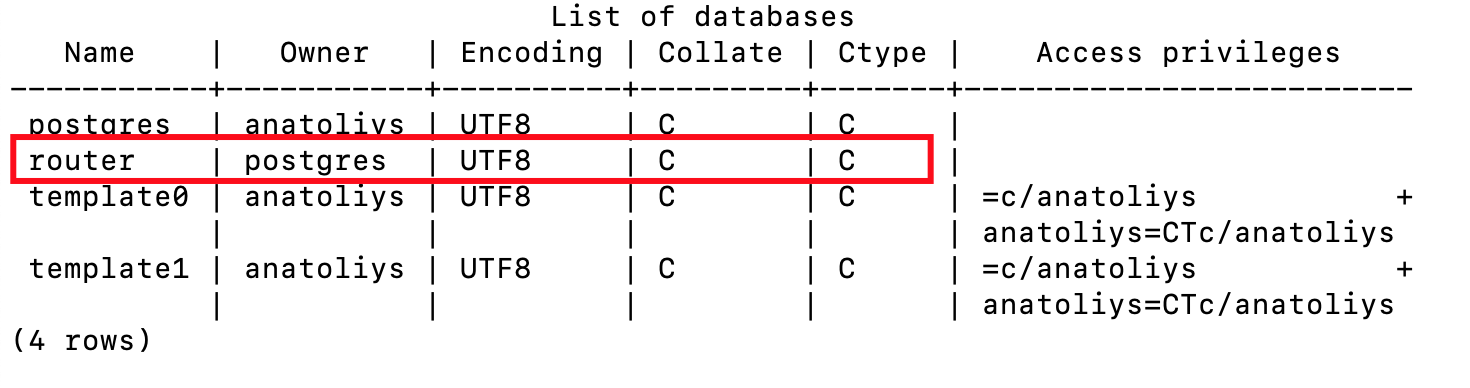 List of databases
Name | Owner | Encoding | Collate | Ctype | Access privileges
-----------+-----------+----------+---------+-------+-------------------------
postgres | anatoliys | UTF8 | C | C |
router | postgres | UTF8 | C | C |
template0 | anatoliys | UTF8 | C | C | =c/anatoliys +
| | | | | anatoliys=CTc/anatoliys
template1 | anatoliys | UTF8 | C | C | =c/anatoliys +
| | | | | anatoliys=CTc/anatoliys
(4 rows)